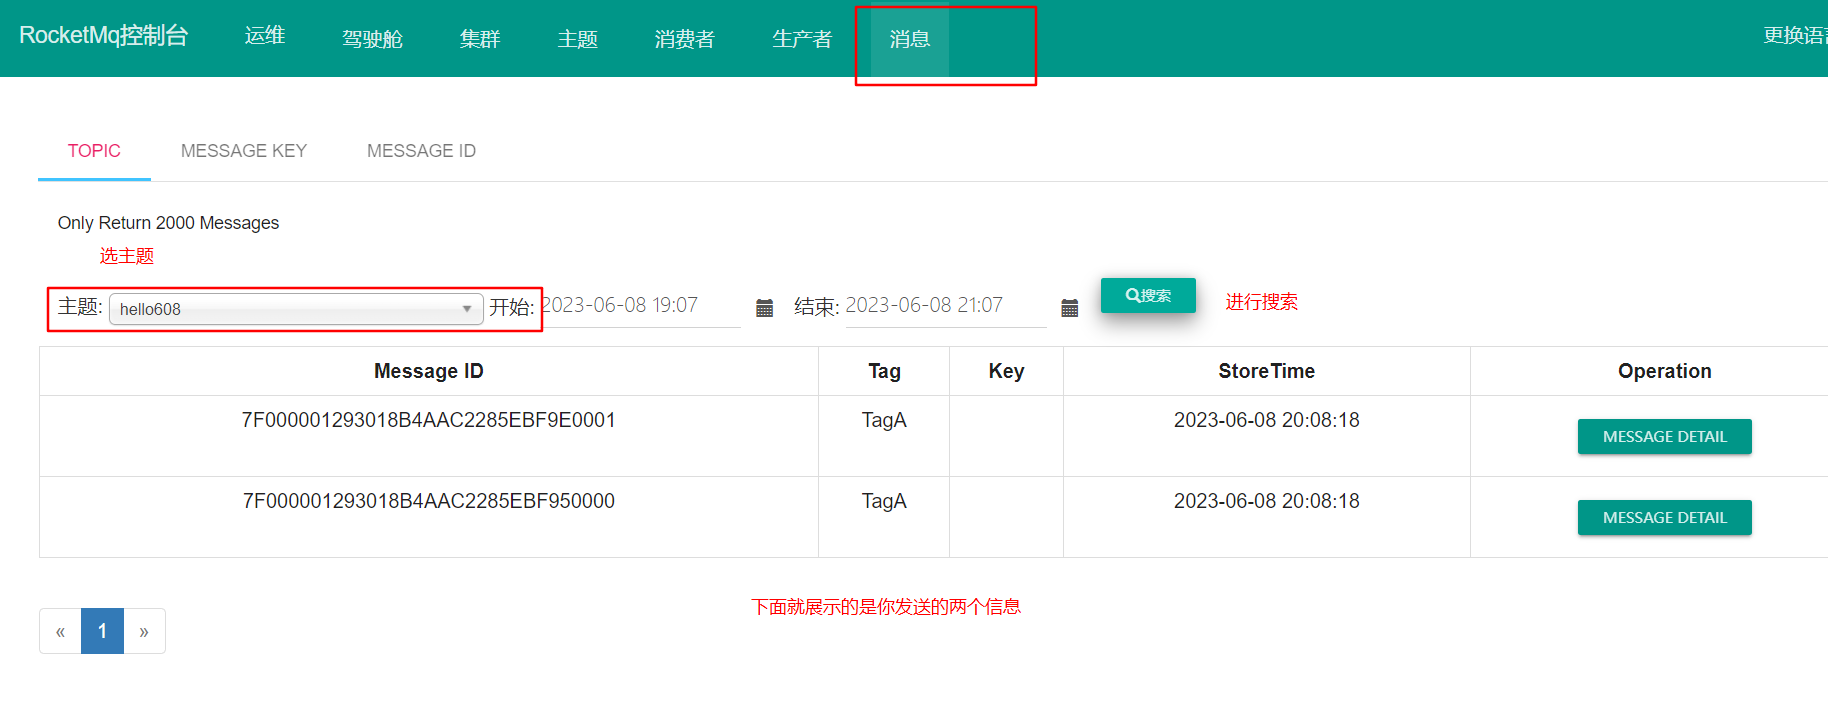 RocketMq控制台 运维 驾驶舱 集群 主题 消费者 生产者 消息 更换语言
TOPIC MESSAGE KEY MESSAGE ID
Only Return 2000 Messages
选主题
主题: hello608 开始: 2023-06-08 19:07 结束: 2023-06-08 21:07 搜索 进行搜索
Message ID Tag Key StoreTime Operation
7F000001293018B4AAC2285EBF9E0001 TagA 2023-06-08 20:08:18 MESSAGE DETAIL
7F000001293018B4AAC2285EBF950000 TagA 2023-06-08 20:08:18 MESSAGE DETAIL
下面就展示的是你发送的两个信息
« 1 »